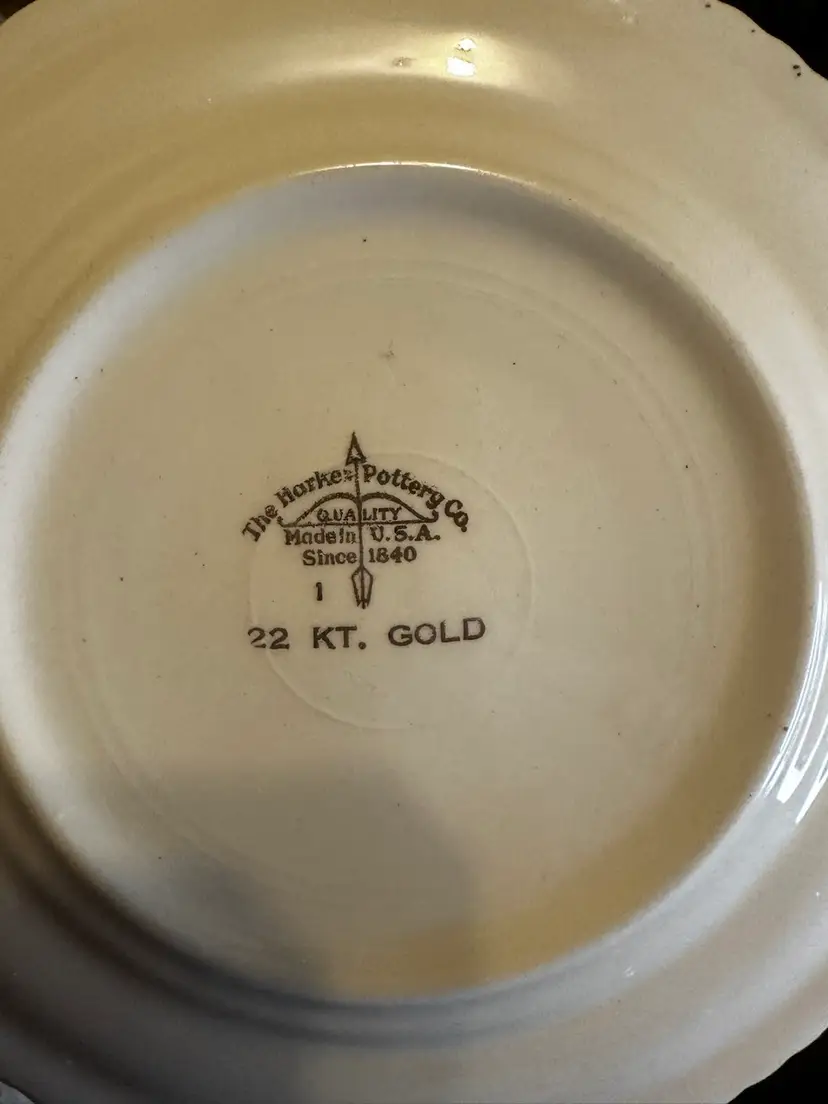 The Harker Pottery Co.
QUALITY
Made in U.S.A.
Since 1840
1
22 KT. GOLD